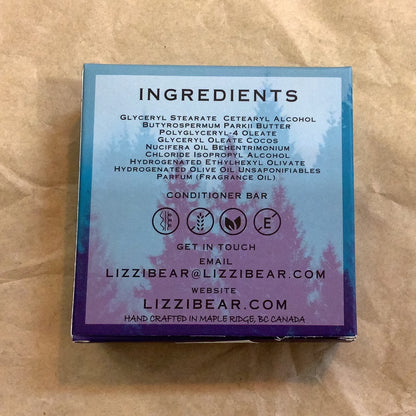 INGREDIENTS
GLYCERYL STEARATE CETEARYL ALCOHOL
BUTYROSPERMUM PARKII BUTTER
POLYGLYCERYL-4 OLEATE
GLYCERYL OLEATE COCOS
NUCIFERA OIL BEHENTRIMONIUM
CHLORIDE ISOPROPYL ALCOHOL
HYDROGENATED ETHYLHEXYL OLIVATE
HYDROGENATED OLIVE OIL UNSAPONIFIABLES
PARFUM (FRAGRANCE OIL)
CONDITIONER BAR
E
GET IN TOUCH
EMAIL
LIZZIBEAR@LIZZIBEAR.COM
WEBSITE
LIZZIBEAR.COM
HAND CRAFTED IN MAPLE RIDGE, BC CANADA